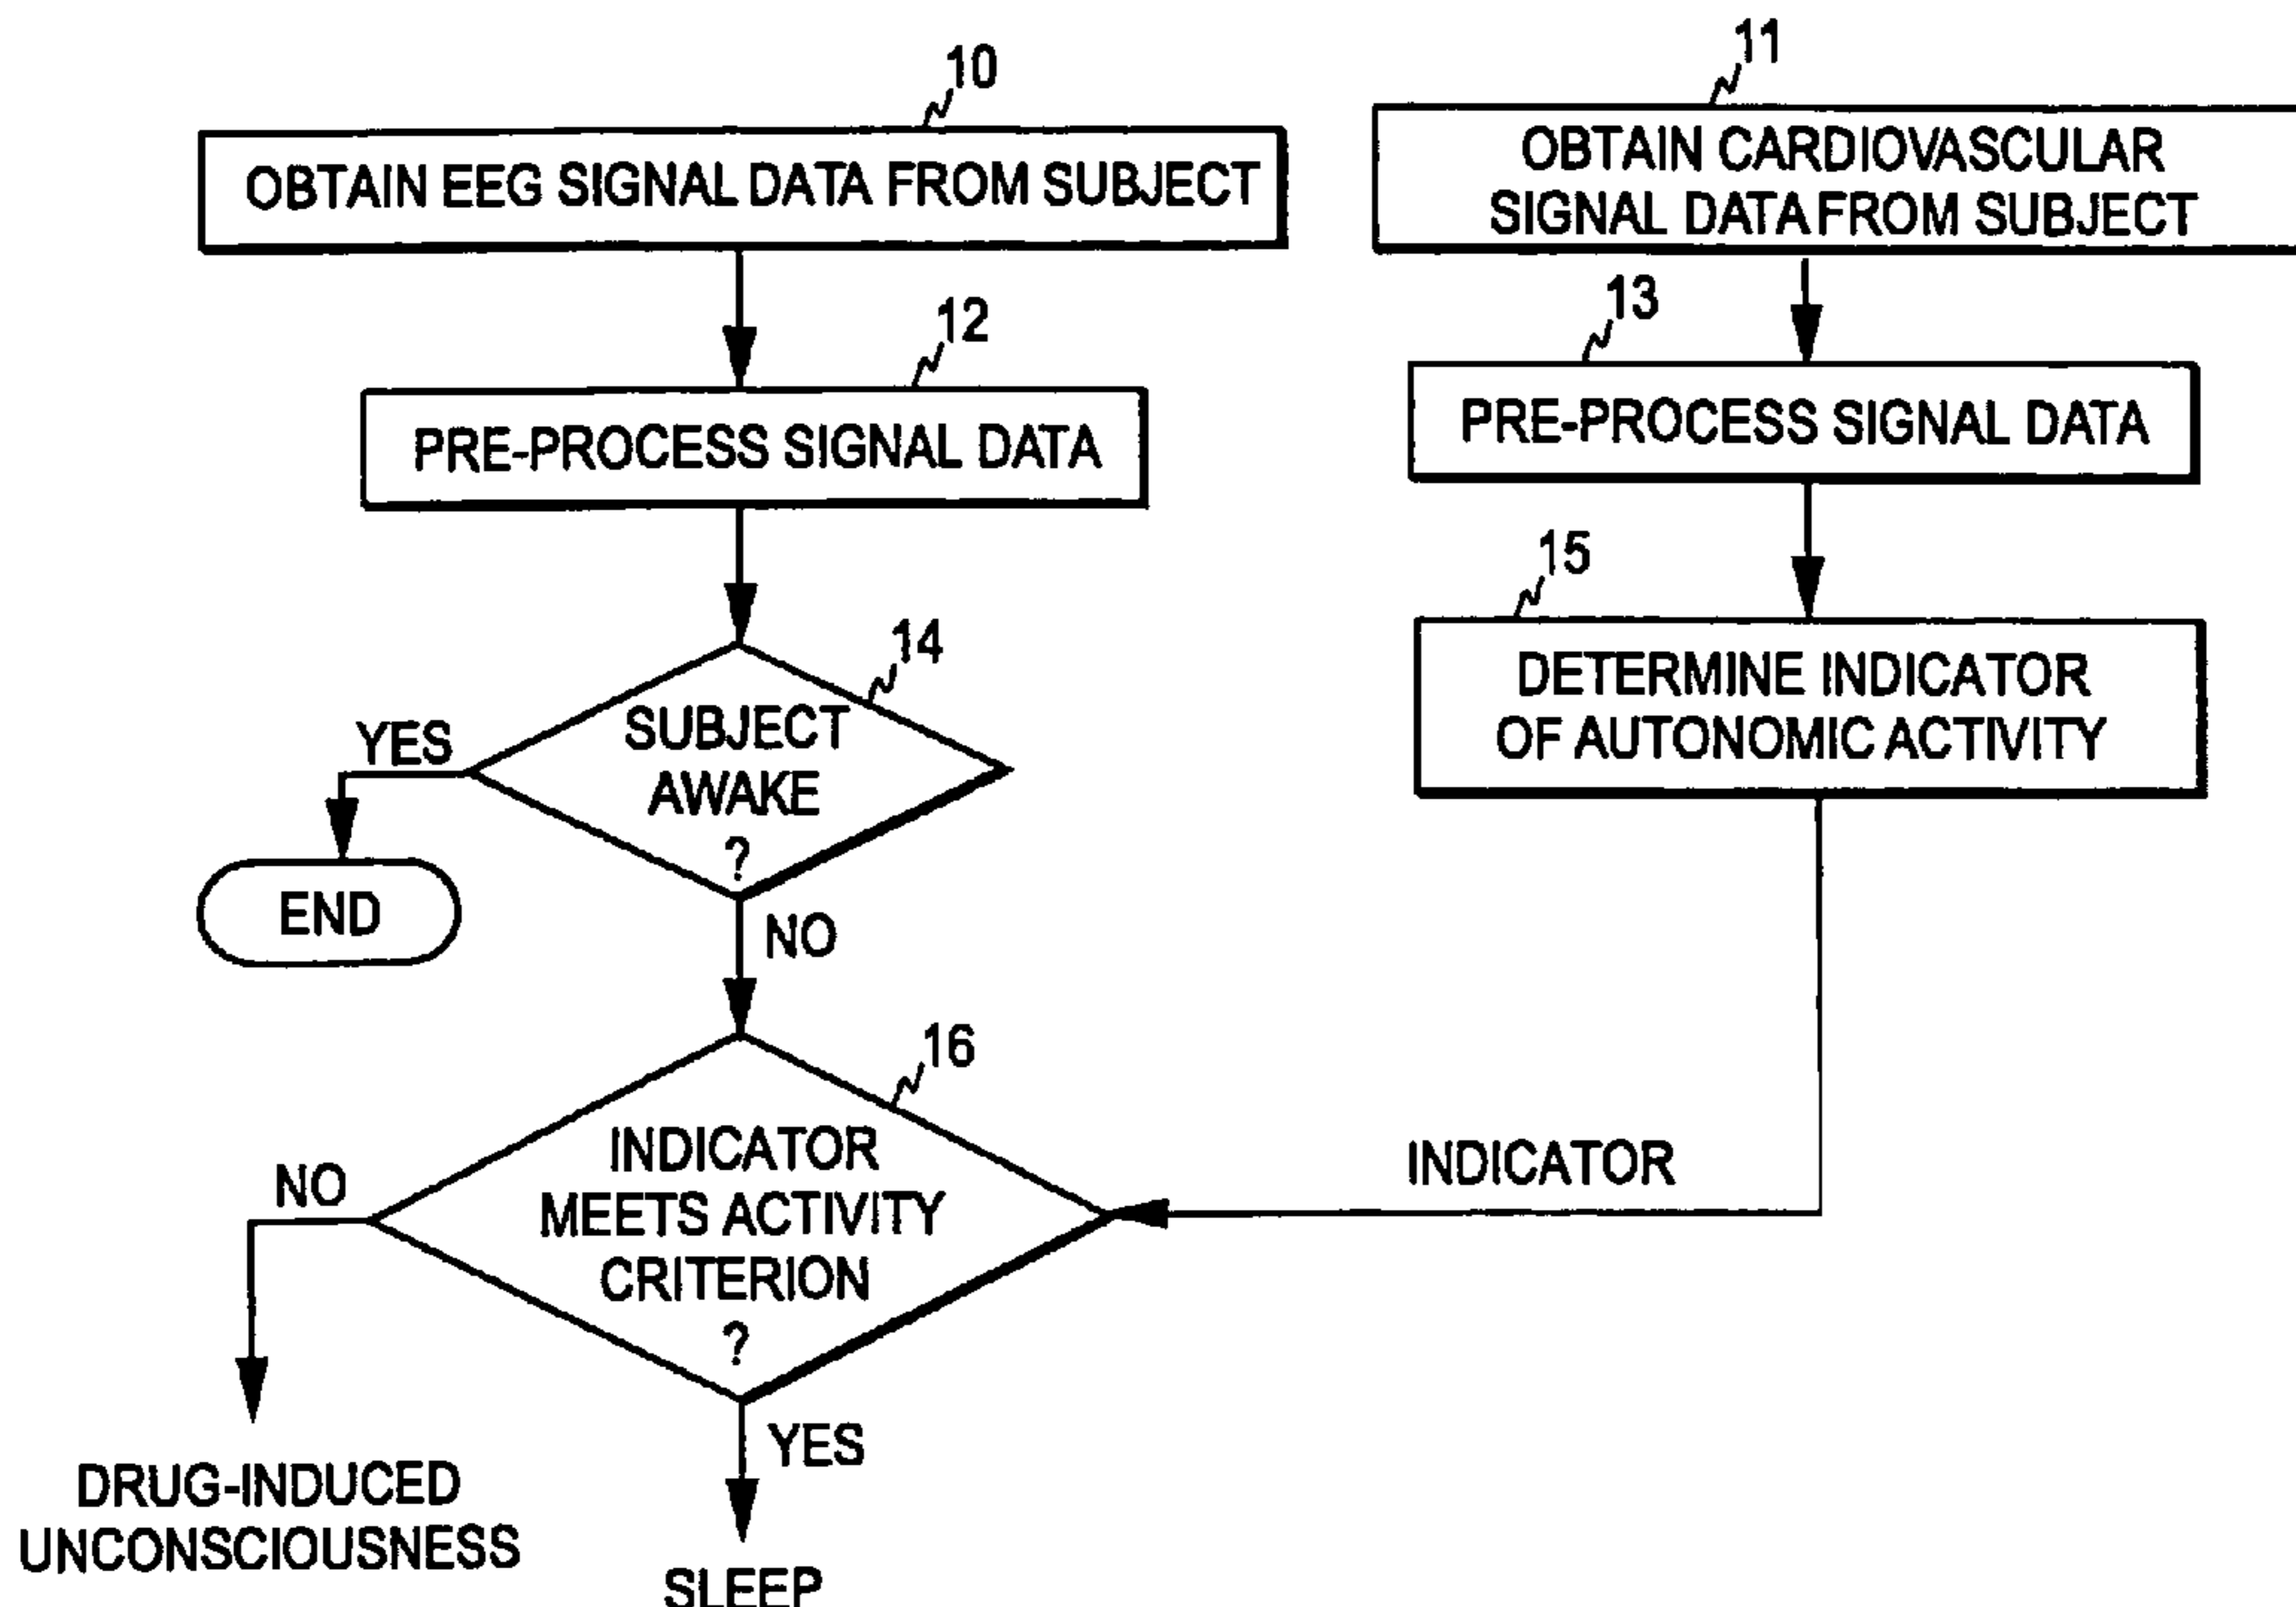 10
OBTAIN EEG SIGNAL DATA FROM SUBJECT
12
PRE-PROCESS SIGNAL DATA
14
SUBJECT
AWAKE
?
YES
END
NO
16
INDICATOR
MEETS ACTIVITY
CRITERION
?
NO
DRUG-INDUCED
UNCONSCIOUSNESS
YES
SLEEP
11
OBTAIN CARDIOVASCULAR
SIGNAL DATA FROM SUBJECT
13
PRE-PROCESS SIGNAL DATA
15
DETERMINE INDICATOR
OF AUTONOMIC ACTIVITY
INDICATOR